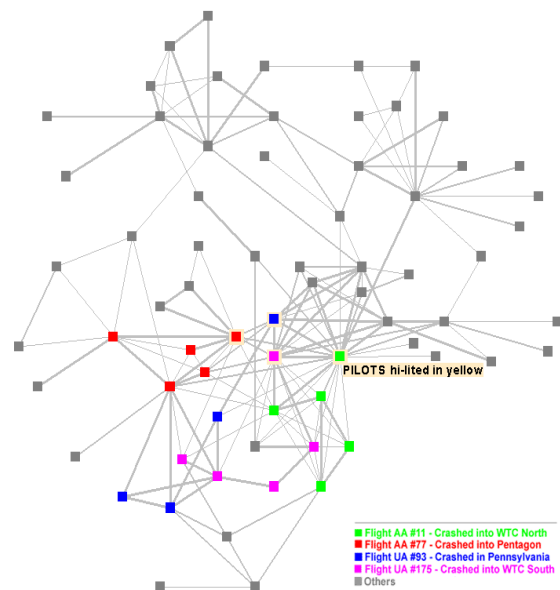 PILOTS hi-lited in yellow
Flight AA #11 - Crashed into WTC North
Flight AA #77 - Crashed into Pentagon
Flight UA #93 - Crashed in Pennsylvania
Flight UA #175 - Crashed into WTC South
Others